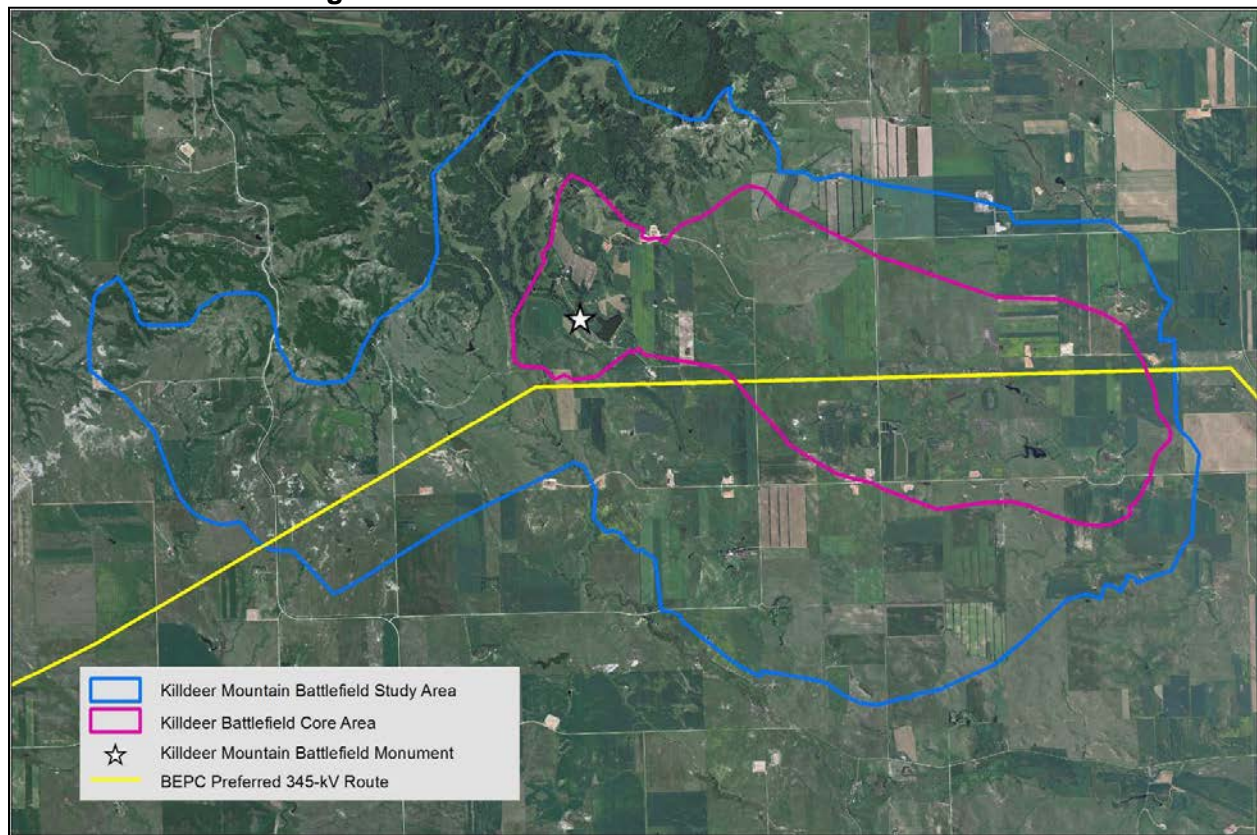 Killdeer Mountain Battlefield Study Area
Killdeer Battlefield Core Area
Killdeer Mountain Battlefield Monument
BEPC Preferred 345-kV Route